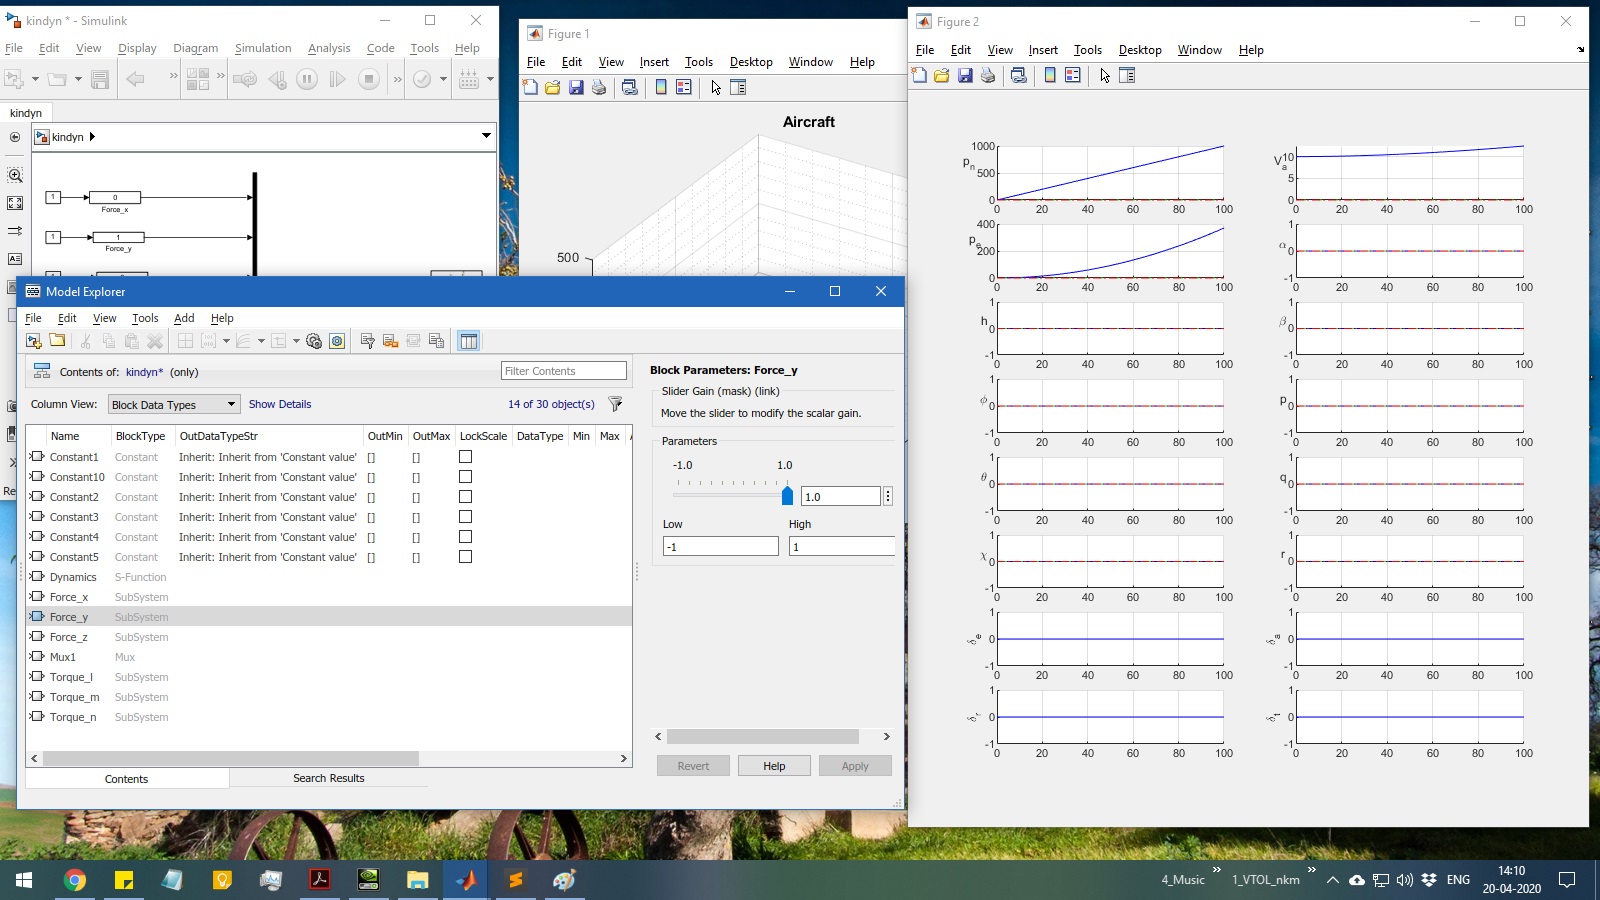 kindyn * - Simulink
File Edit View Display Diagram Simulation Analysis Code Tools Help
kindyn
kindyn
1 0
Force_x
1 1
Force_y
Re
Figure 1
File Edit View Insert Tools Desktop Window Help
Aircraft
500
Model Explorer
File Edit View Tools Add Help
Contents of: kindyn* (only)
Filter Contents
Column View: Block Data Types Show Details 14 of 30 object(s)
Name BlockType OutDataTypeStr OutMin OutMax LockScale DataType Min Max
Constant1 Constant Inherit: Inherit from 'Constant value' [] []
Constant10 Constant Inherit: Inherit from 'Constant value' [] []
Constant2 Constant Inherit: Inherit from 'Constant value' [] []
Constant3 Constant Inherit: Inherit from 'Constant value' [] []
Constant4 Constant Inherit: Inherit from 'Constant value' [] []
Constant5 Constant Inherit: Inherit from 'Constant value' [] []
Dynamics S-Function
Force_x SubSystem
Force_y SubSystem
Force_z SubSystem
Mux1 Mux
Torque_l SubSystem
Torque_m SubSystem
Torque_n SubSystem
Contents Search Results
Block Parameters: Force_y
Slider Gain (mask) (link)
Move the slider to modify the scalar gain.
Parameters
-1.0 1.0
1.0
Low High
-1 1
Revert Help Apply
Figure 2
File Edit View Insert Tools Desktop Window Help
pn 1000 500 0
0 20 40 60 80 100
Va 10 5 0
0 20 40 60 80 100
pe 400 200 0
0 20 40 60 80 100
α 1 0 -1
0 20 40 60 80 100
h 1 0 -1
0 20 40 60 80 100
β 1 0 -1
0 20 40 60 80 100
ϕ 1 0 -1
0 20 40 60 80 100
p 1 0 -1
0 20 40 60 80 100
θ 1 0 -1
0 20 40 60 80 100
q 1 0 -1
0 20 40 60 80 100
χ 1 0 -1
0 20 40 60 80 100
r 1 0 -1
0 20 40 60 80 100
δe 1 0 -1
0 20 40 60 80 100
δa 1 0 -1
0 20 40 60 80 100
δr 1 0 -1
0 20 40 60 80 100
δt 1 0 -1
0 20 40 60 80 100
4_Music 1_VTOL_nkm ENG
14:10
20-04-2020